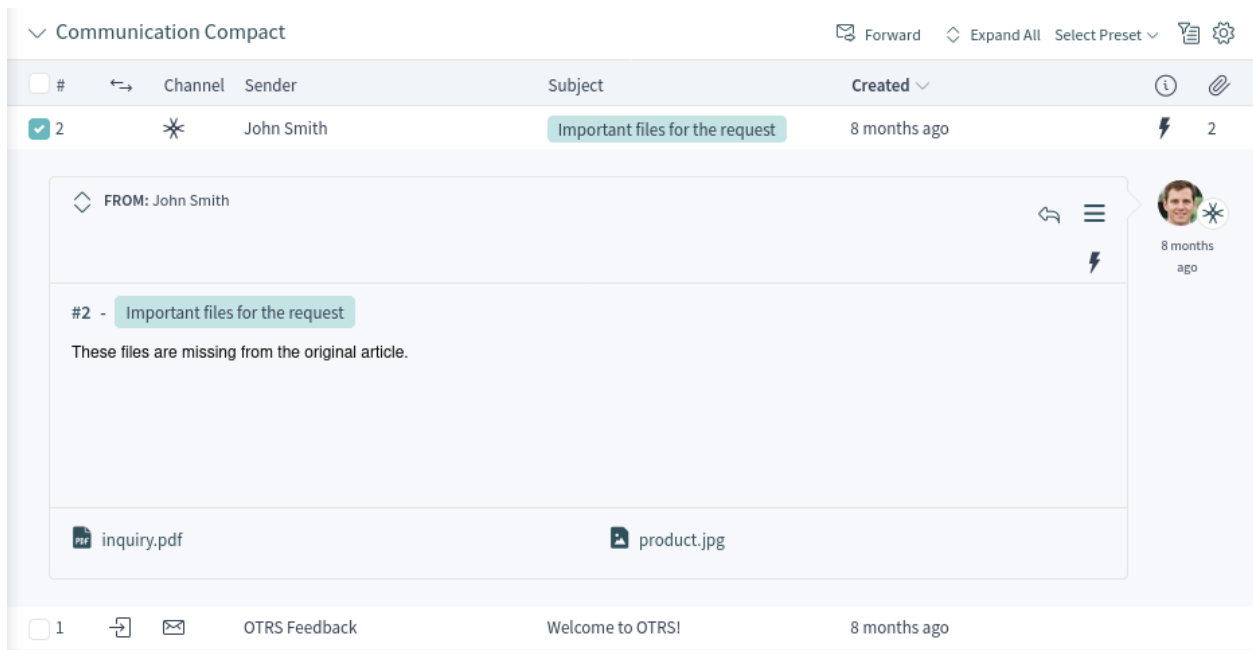 Communication Compact Forward Expand All Select Preset
# Channel Sender Subject Created
2 John Smith Important files for the request 8 months ago 2
FROM: John Smith
8 months
ago
#2 - Important files for the request
These files are missing from the original article.
PDF inquiry.pdf product.jpg
1 OTRS Feedback Welcome to OTRS! 8 months ago